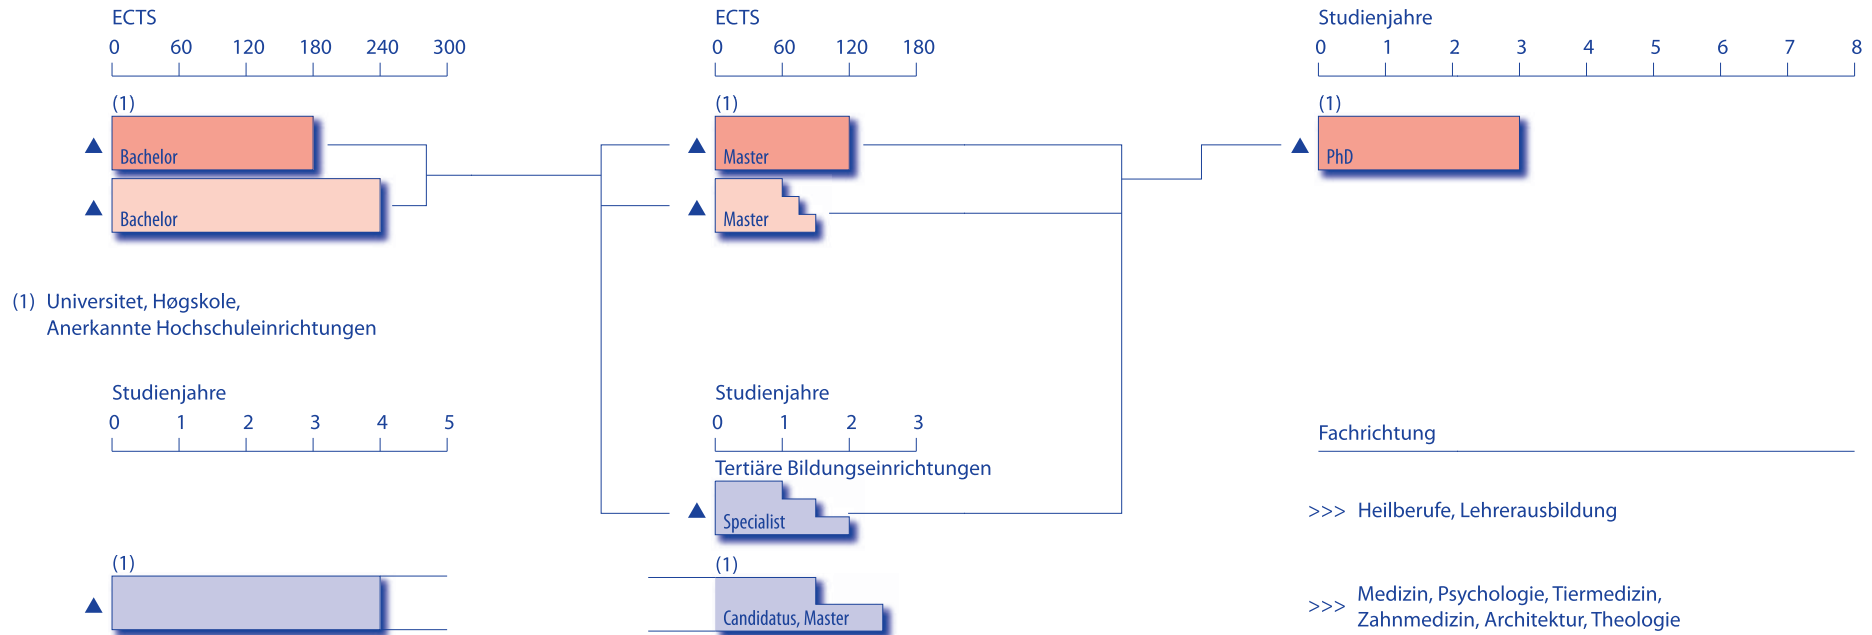 ECTS
0 60 120 180 240 300
ECTS
0 60 120 180
Studienjahre
0 1 2 3 4 5 6 7 8
(1)
Bachelor
Bachelor
(1)
Master
Master
(1)
PhD
(1) Universitet, Høgskole,
Anerkannte Hochschuleinrichtungen
Studienjahre
0 1 2 3 4 5
Studienjahre
0 1 2 3
Tertiäre Bildungseinrichtungen
Specialist
Fachrichtung
>>> Heilberufe, Lehrerausbildung
(1)
(1)
Candidatus, Master
>>> Medizin, Psychologie, Tiermedizin,
Zahnmedizin, Architektur, Theologie